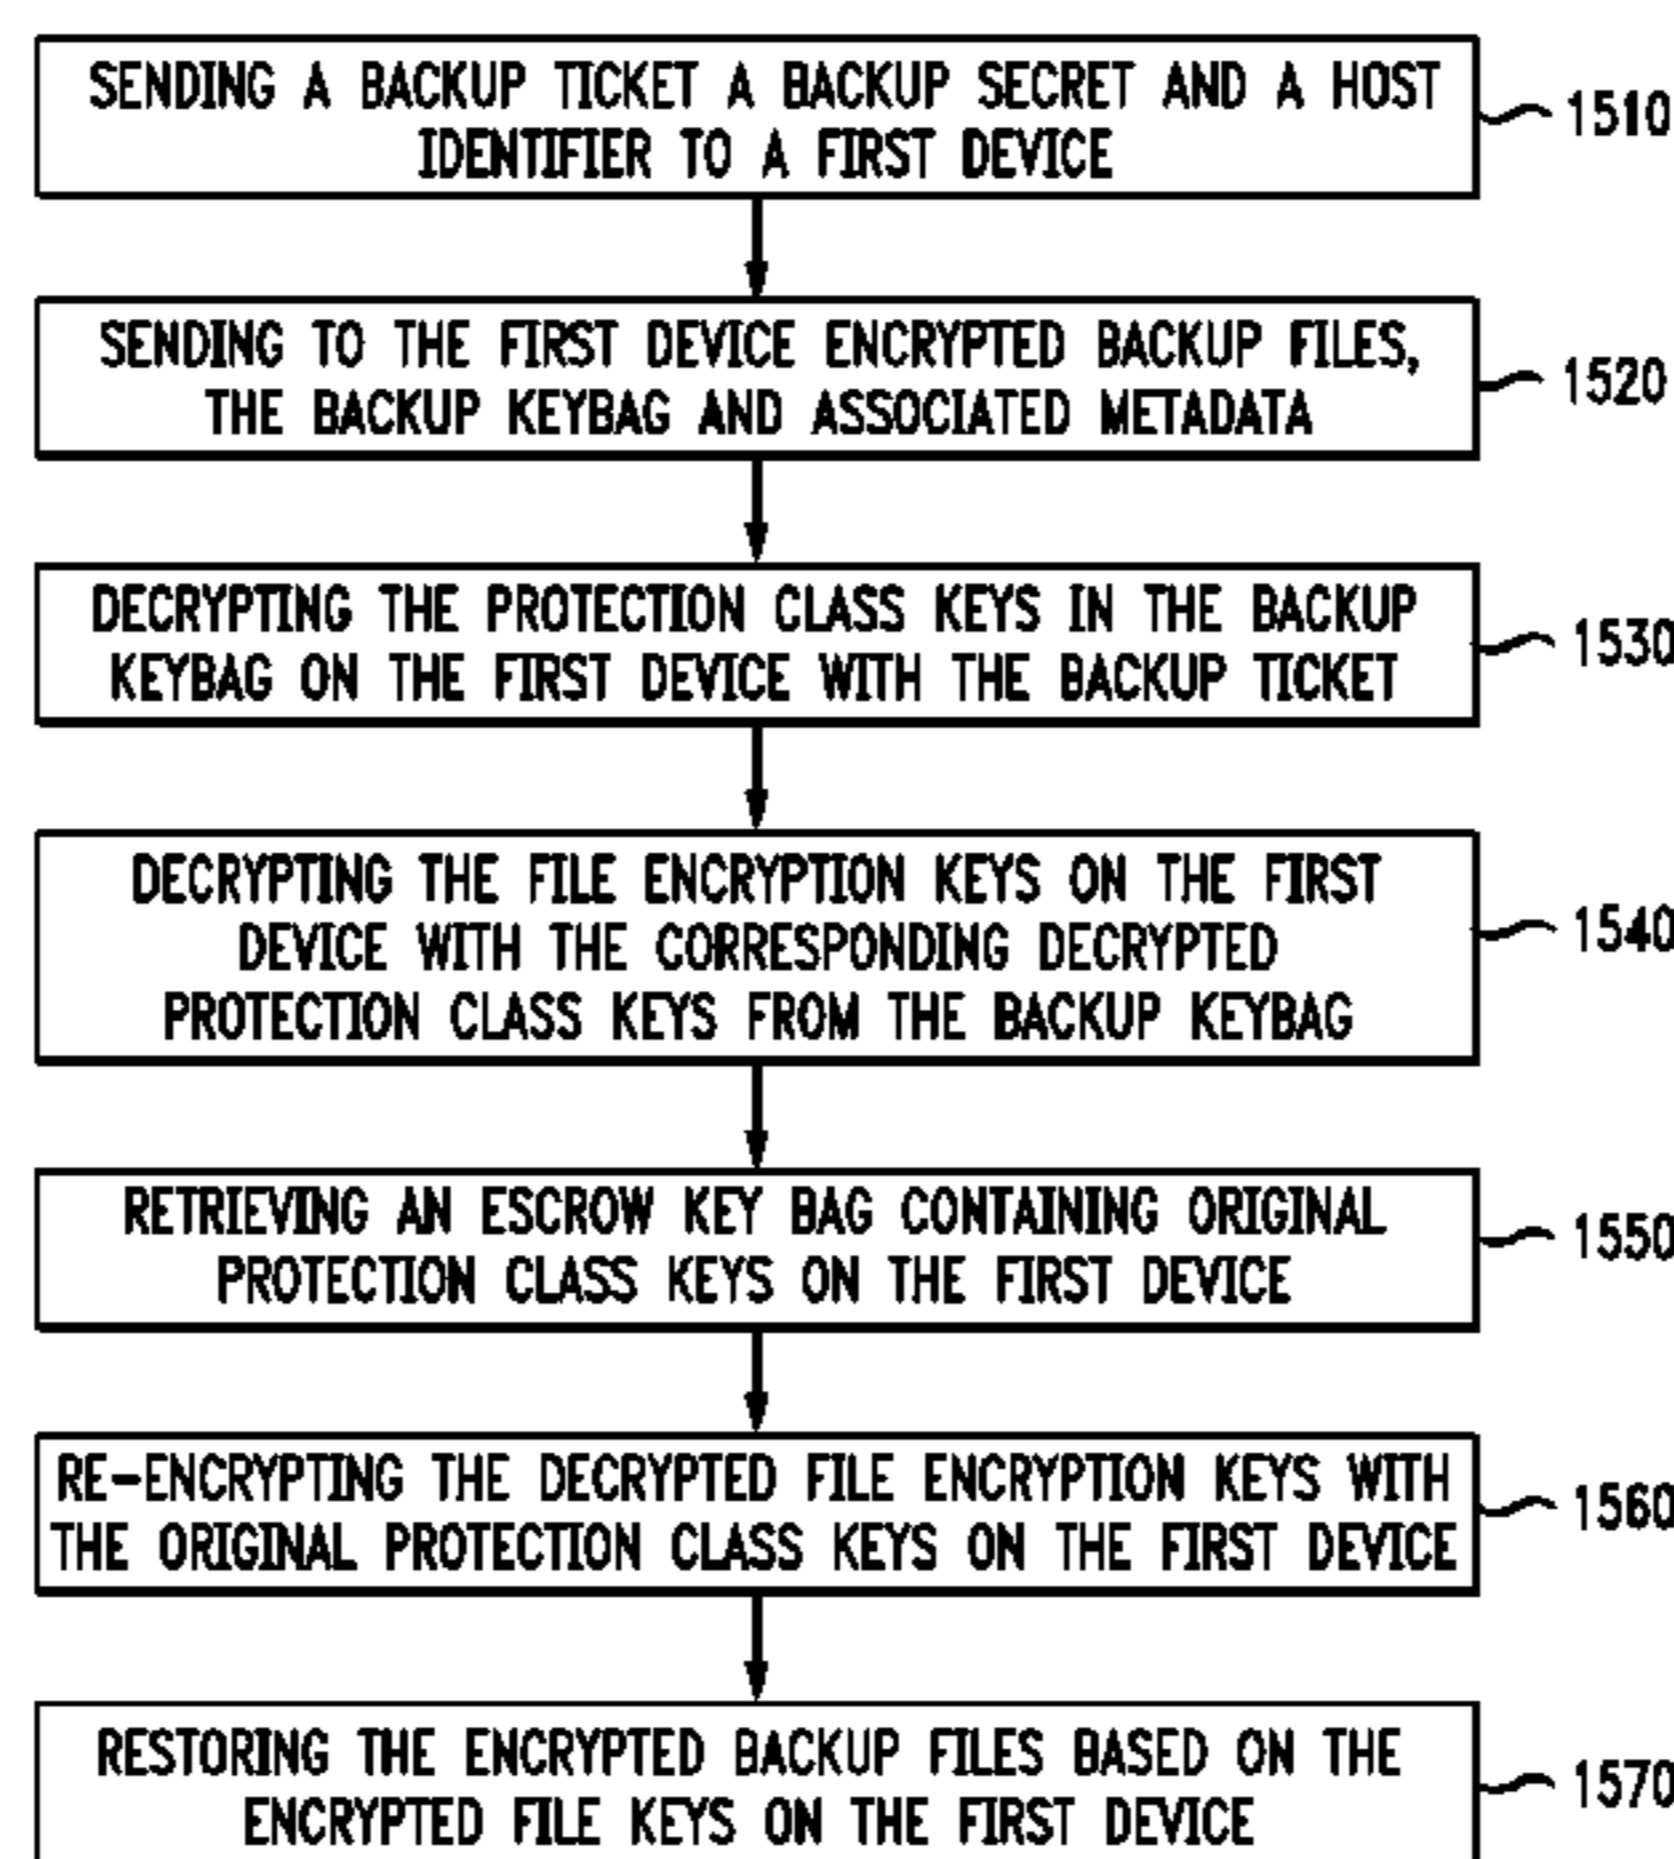 SENDING A BACKUP TICKET A BACKUP SECRET AND A HOST
IDENTIFIER TO A FIRST DEVICE
1510
SENDING TO THE FIRST DEVICE ENCRYPTED BACKUP FILES,
THE BACKUP KEYBAG AND ASSOCIATED METADATA
1520
DECRYPTING THE PROTECTION CLASS KEYS IN THE BACKUP
KEYBAG ON THE FIRST DEVICE WITH THE BACKUP TICKET
1530
DECRYPTING THE FILE ENCRYPTION KEYS ON THE FIRST
DEVICE WITH THE CORRESPONDING DECRYPTED
PROTECTION CLASS KEYS FROM THE BACKUP KEYBAG
1540
RETRIEVING AN ESCROW KEY BAG CONTAINING ORIGINAL
PROTECTION CLASS KEYS ON THE FIRST DEVICE
1550
RE-ENCRYPTING THE DECRYPTED FILE ENCRYPTION KEYS WITH
THE ORIGINAL PROTECTION CLASS KEYS ON THE FIRST DEVICE
1560
RESTORING THE ENCRYPTED BACKUP FILES BASED ON THE
ENCRYPTED FILE KEYS ON THE FIRST DEVICE
1570